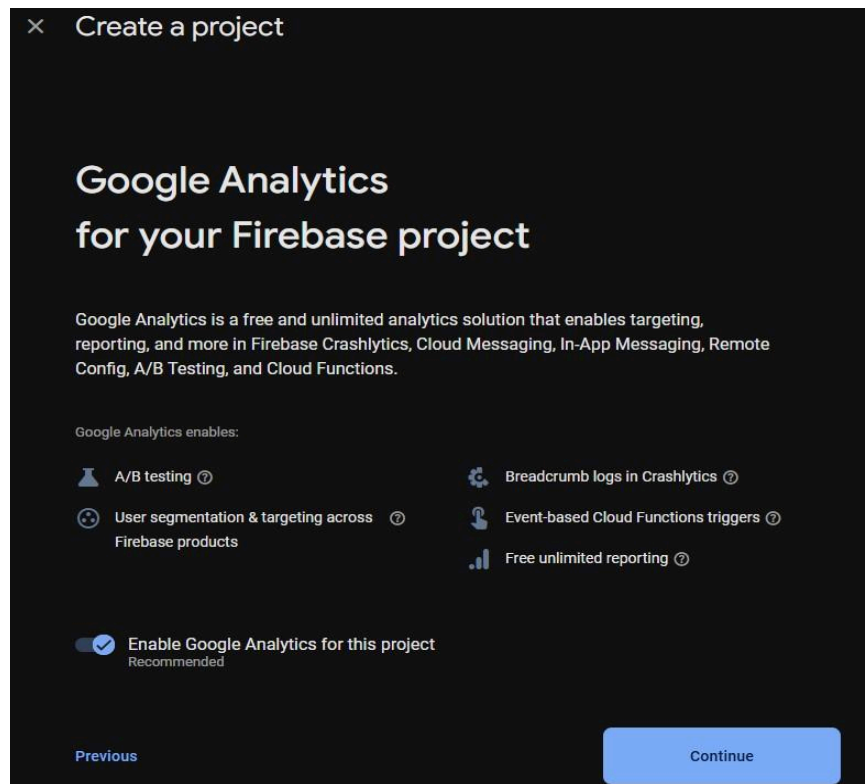 Create a project
Google Analytics
for your Firebase project
Google Analytics is a free and unlimited analytics solution that enables targeting,
reporting, and more in Firebase Crashlytics, Cloud Messaging, In-App Messaging, Remote
Config, A/B Testing, and Cloud Functions.
Google Analytics enables:
A/B testing
User segmentation & targeting across
Firebase products
Breadcrumb logs in Crashlytics
Event-based Cloud Functions triggers
Free unlimited reporting
Enable Google Analytics for this project
Recommended
Previous
Continue